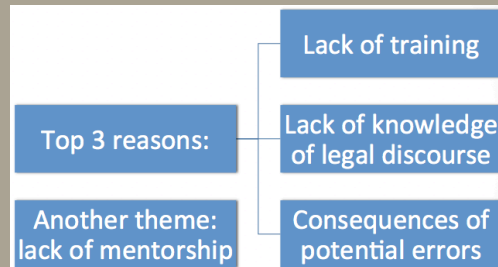 Top 3 reasons:
Lack of training
Lack of knowledge
of legal discourse
Consequences of
potential errors
Another theme:
lack of mentorship